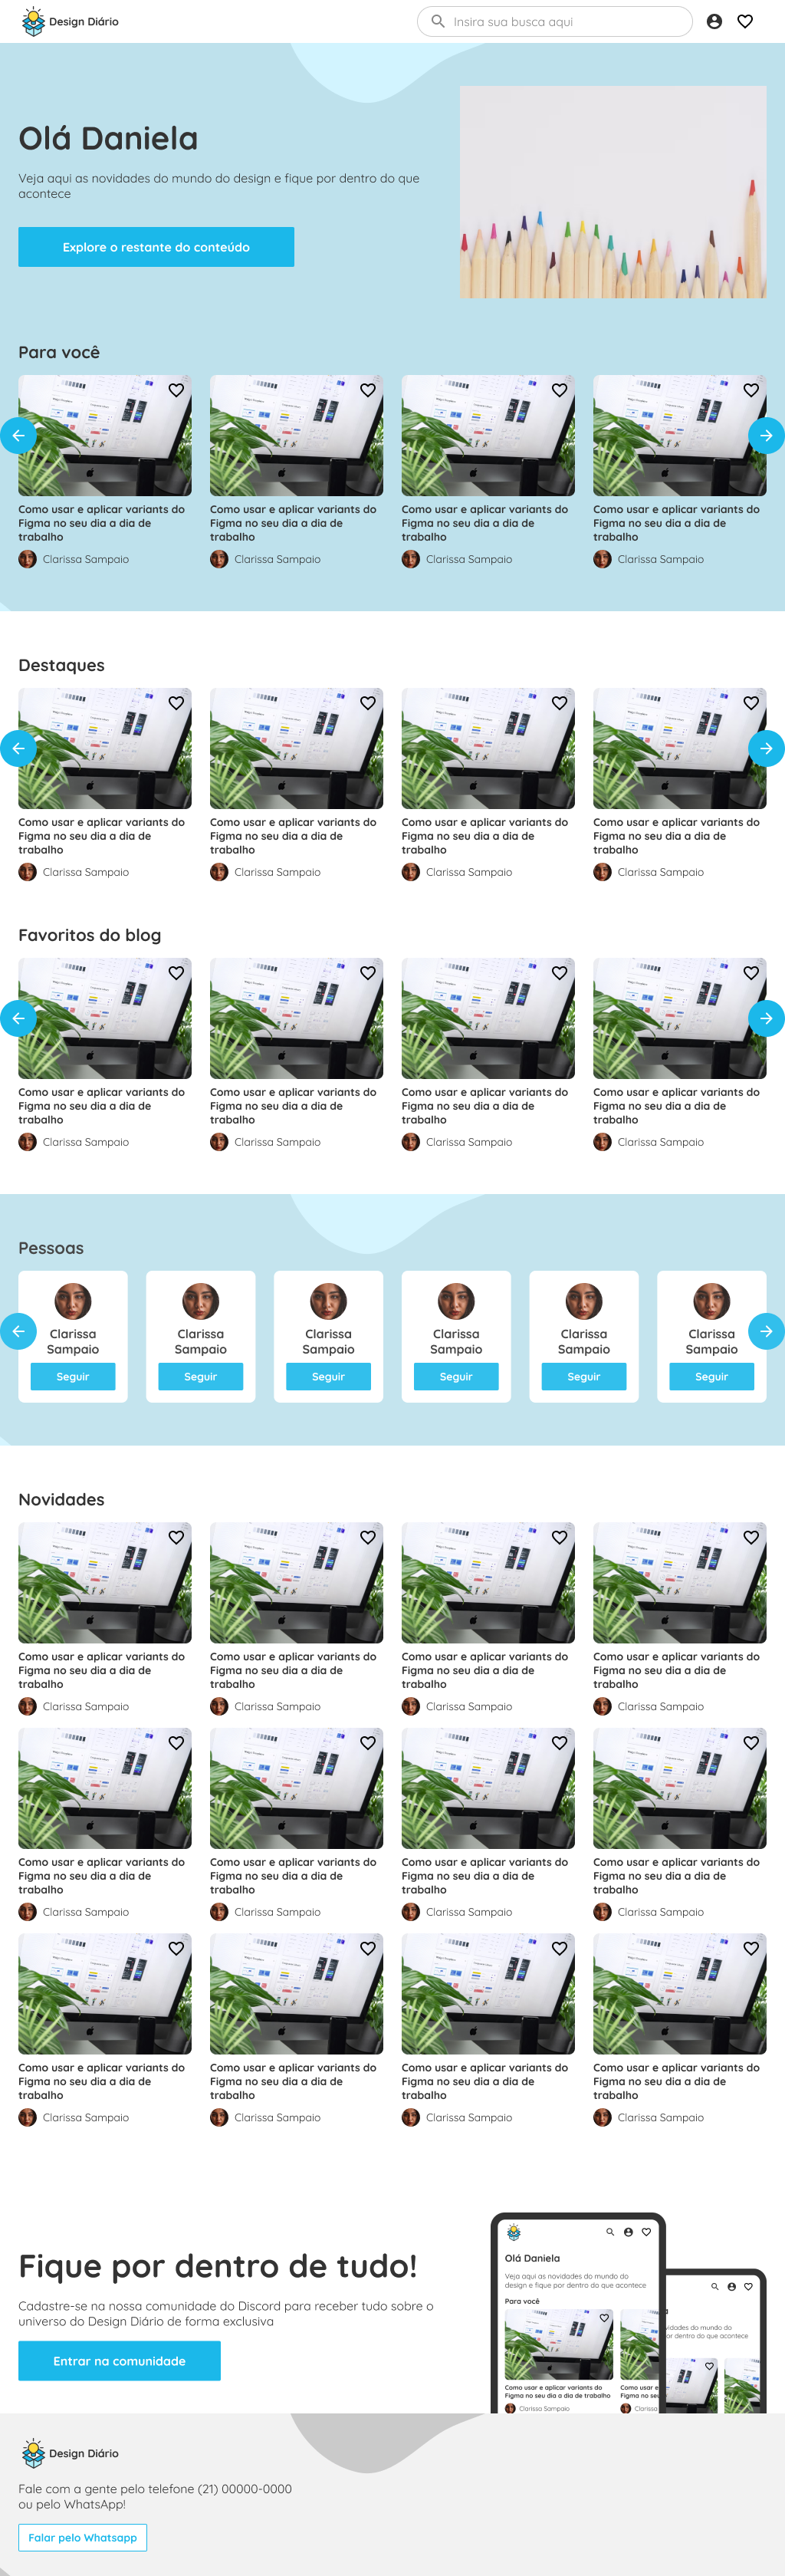 Design Diário
Insira sua busca aqui
Olá Daniela
Veja aqui as novidades do mundo do design e fique por dentro do que
acontece
Explore o restante do conteúdo
Para você
Como usar e aplicar variants do
Figma no seu dia a dia de
trabalho
Clarissa Sampaio
Como usar e aplicar variants do
Figma no seu dia a dia de
trabalho
Clarissa Sampaio
Como usar e aplicar variants do
Figma no seu dia a dia de
trabalho
Clarissa Sampaio
Como usar e aplicar variants do
Figma no seu dia a dia de
trabalho
Clarissa Sampaio
Destaques
Como usar e aplicar variants do
Figma no seu dia a dia de
trabalho
Clarissa Sampaio
Como usar e aplicar variants do
Figma no seu dia a dia de
trabalho
Clarissa Sampaio
Como usar e aplicar variants do
Figma no seu dia a dia de
trabalho
Clarissa Sampaio
Como usar e aplicar variants do
Figma no seu dia a dia de
trabalho
Clarissa Sampaio
Favoritos do blog
Como usar e aplicar variants do
Figma no seu dia a dia de
trabalho
Clarissa Sampaio
Como usar e aplicar variants do
Figma no seu dia a dia de
trabalho
Clarissa Sampaio
Como usar e aplicar variants do
Figma no seu dia a dia de
trabalho
Clarissa Sampaio
Como usar e aplicar variants do
Figma no seu dia a dia de
trabalho
Clarissa Sampaio
Pessoas
Clarissa
Sampaio
Seguir
Clarissa
Sampaio
Seguir
Clarissa
Sampaio
Seguir
Clarissa
Sampaio
Seguir
Clarissa
Sampaio
Seguir
Clarissa
Sampaio
Seguir
Novidades
Como usar e aplicar variants do
Figma no seu dia a dia de
trabalho
Clarissa Sampaio
Como usar e aplicar variants do
Figma no seu dia a dia de
trabalho
Clarissa Sampaio
Como usar e aplicar variants do
Figma no seu dia a dia de
trabalho
Clarissa Sampaio
Como usar e aplicar variants do
Figma no seu dia a dia de
trabalho
Clarissa Sampaio
Como usar e aplicar variants do
Figma no seu dia a dia de
trabalho
Clarissa Sampaio
Como usar e aplicar variants do
Figma no seu dia a dia de
trabalho
Clarissa Sampaio
Como usar e aplicar variants do
Figma no seu dia a dia de
trabalho
Clarissa Sampaio
Como usar e aplicar variants do
Figma no seu dia a dia de
trabalho
Clarissa Sampaio
Como usar e aplicar variants do
Figma no seu dia a dia de
trabalho
Clarissa Sampaio
Como usar e aplicar variants do
Figma no seu dia a dia de
trabalho
Clarissa Sampaio
Como usar e aplicar variants do
Figma no seu dia a dia de
trabalho
Clarissa Sampaio
Como usar e aplicar variants do
Figma no seu dia a dia de
trabalho
Clarissa Sampaio
Fique por dentro de tudo!
Cadastre-se na nossa comunidade do Discord para receber tudo sobre o
universo do Design Diário de forma exclusiva
Entrar na comunidade
Olá Daniela
Veja aqui as novidades do mundo do
design e fique por dentro do que acontece
Para você
Como usar e aplicar variants do
Figma no seu dia a dia de trabalho
Clarissa Sampaio
Como usar e
Figma no seu
Clarissa
vidades do mundo do
or dentro do que acontece
Design Diário
Fale com a gente pelo telefone (21) 00000-0000
ou pelo WhatsApp!
Falar pelo Whatsapp